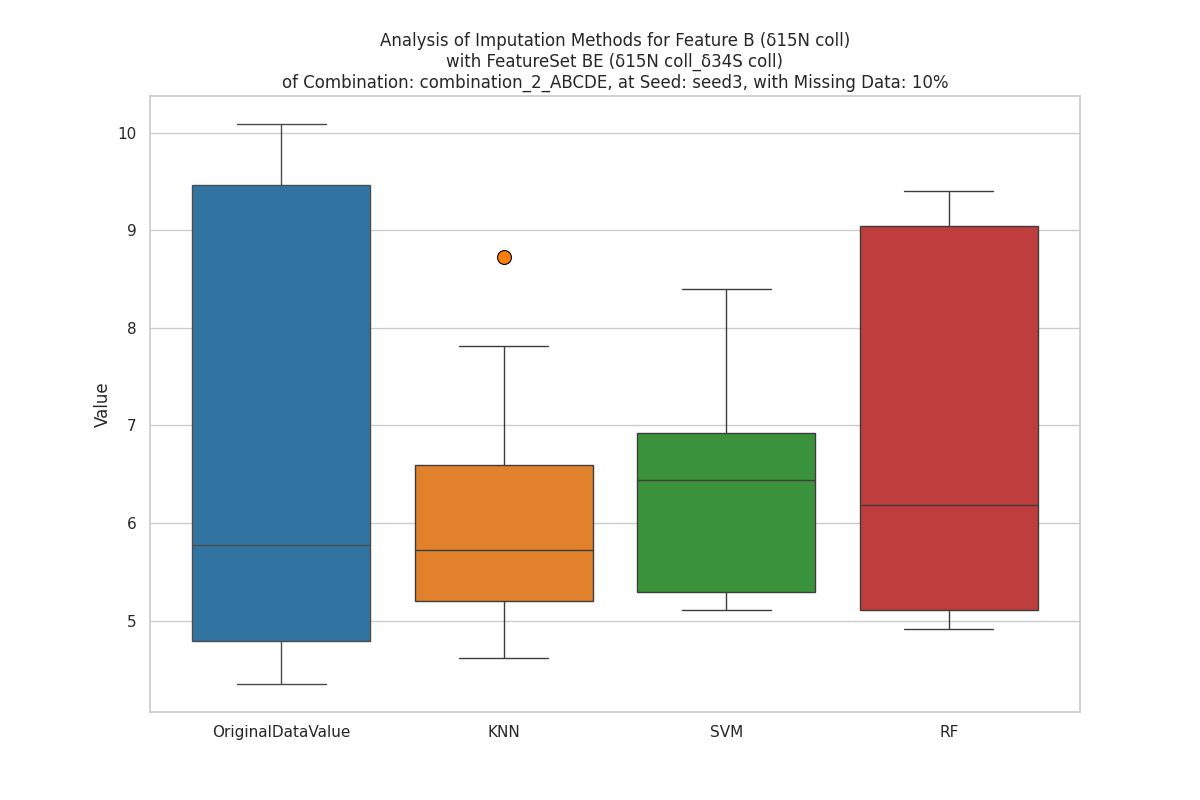 Analysis of Imputation Methods for Feature B (δ15N coll)
with FeatureSet BE (δ15N coll_δ34S coll)
of Combination: combination_2_ABCDE, at Seed: seed3, with Missing Data: 10%
10
9
8
7
6
5
Value
OriginalDataValue
KNN
SVM
RF